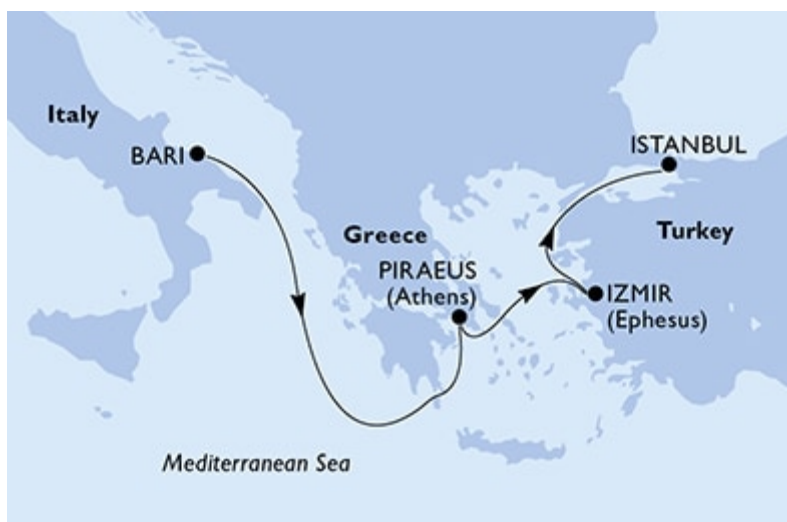 Italy
BARI
ISTANBUL
Greece
Turkey
PIRAEUS
(Athens)
IZMIR
(Ephesus)
Mediterranean Sea